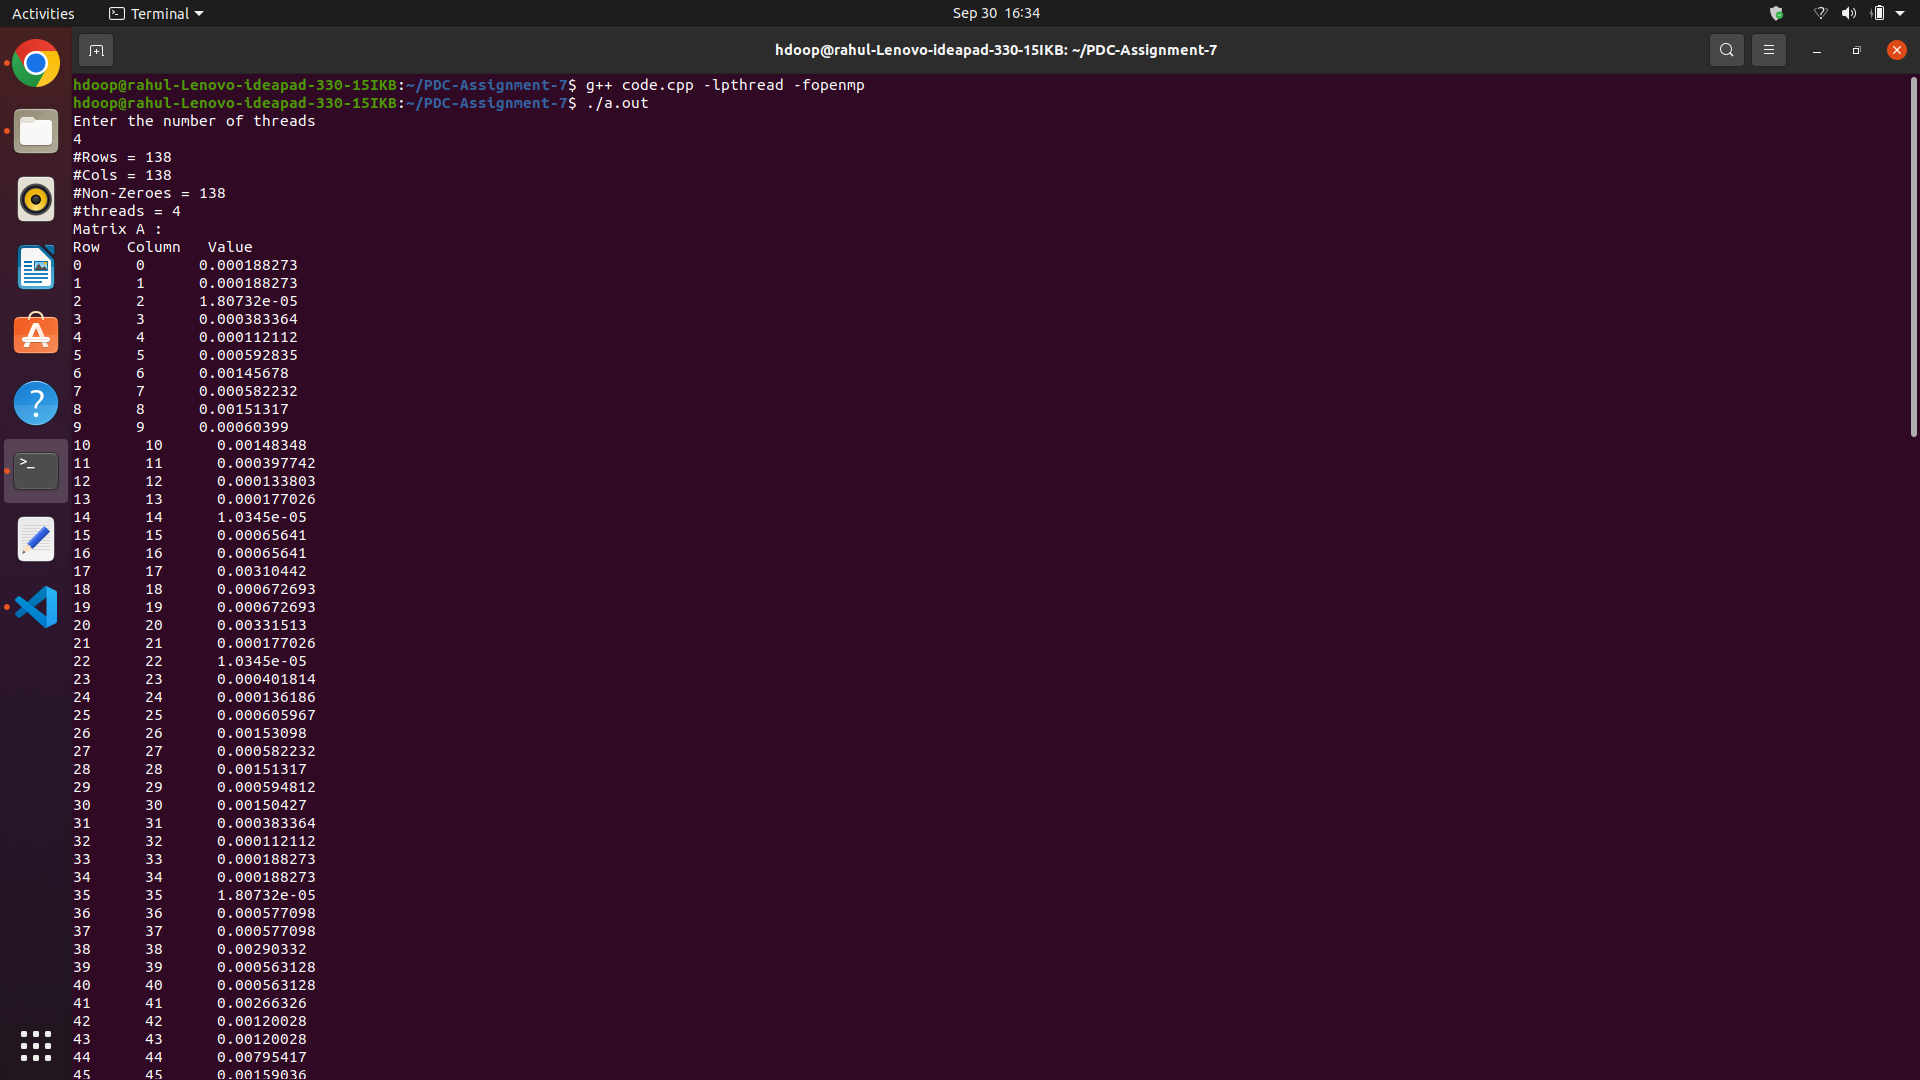 Activities Terminal Sep 30 16:34
hdoop@rahul-Lenovo-ideapad-330-15IKB: ~/PDC-Assignment-7
hdoop@rahul-Lenovo-ideapad-330-15IKB:~/PDC-Assignment-7$ g++ code.cpp -lpthread -fopenmp
hdoop@rahul-Lenovo-ideapad-330-15IKB:~/PDC-Assignment-7$ ./a.out
Enter the number of threads
4
#Rows = 138
#Cols = 138
#Non-Zeroes = 138
#threads = 4
Matrix A :
Row   Column   Value
0      0      0.000188273
1      1      0.000188273
2      2      1.80732e-05
3      3      0.000383364
4      4      0.000112112
5      5      0.000592835
6      6      0.00145678
7      7      0.000582232
8      8      0.00151317
9      9      0.00060399
10      10      0.00148348
11      11      0.000397742
12      12      0.000133803
13      13      0.000177026
14      14      1.0345e-05
15      15      0.00065641
16      16      0.00065641
17      17      0.00310442
18      18      0.000672693
19      19      0.000672693
20      20      0.00331513
21      21      0.000177026
22      22      1.0345e-05
23      23      0.000401814
24      24      0.000136186
25      25      0.000605967
26      26      0.00153098
27      27      0.000582232
28      28      0.00151317
29      29      0.000594812
30      30      0.00150427
31      31      0.000383364
32      32      0.000112112
33      33      0.000188273
34      34      0.000188273
35      35      1.80732e-05
36      36      0.000577098
37      37      0.000577098
38      38      0.00290332
39      39      0.000563128
40      40      0.000563128
41      41      0.00266326
42      42      0.00120028
43      43      0.00120028
44      44      0.00795417
45      45      0.00159036